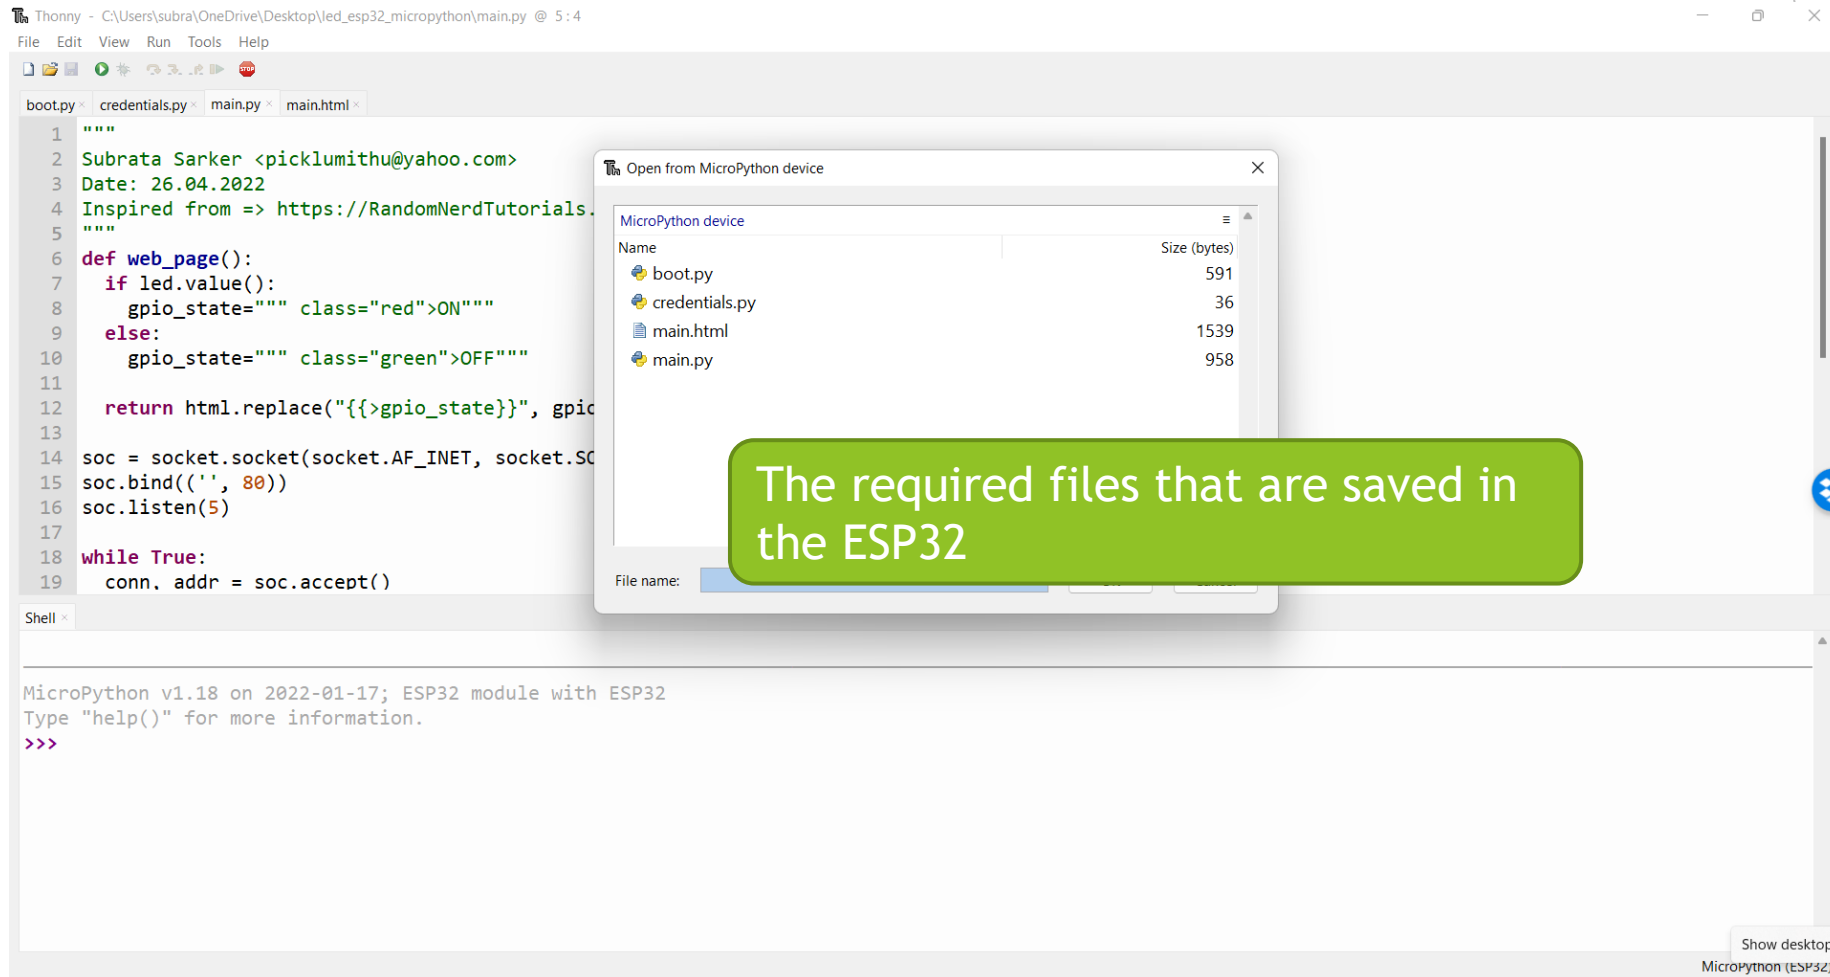 Thonny - C:\Users\subra\OneDrive\Desktop\led_esp32_micropython\main.py @ 5:4
File Edit View Run Tools Help
STOP
boot.py credentials.py main.py main.html
1 """
2 Subrata Sarker <picklumithu@yahoo.com>
3 Date: 26.04.2022
4 Inspired from => https://RandomNerdTutorials.
5 """
6 def web_page():
7 if led.value():
8 gpio_state=""" class="red">ON"""
9 else:
10 gpio_state=""" class="green">OFF"""
11
12 return html.replace("{{>gpio_state}}", gpio
13
14 soc = socket.socket(socket.AF_INET, socket.SO
15 soc.bind(('', 80))
16 soc.listen(5)
17
18 while True:
19 conn, addr = soc.accept()
Open from MicroPython device
MicroPython device
Name Size (bytes)
boot.py 591
credentials.py 36
main.html 1539
main.py 958
The required files that are saved in
the ESP32
File name:
Shell
MicroPython v1.18 on 2022-01-17; ESP32 module with ESP32
Type "help()" for more information.
>>>
Show desktop
MicroPython (ESP32